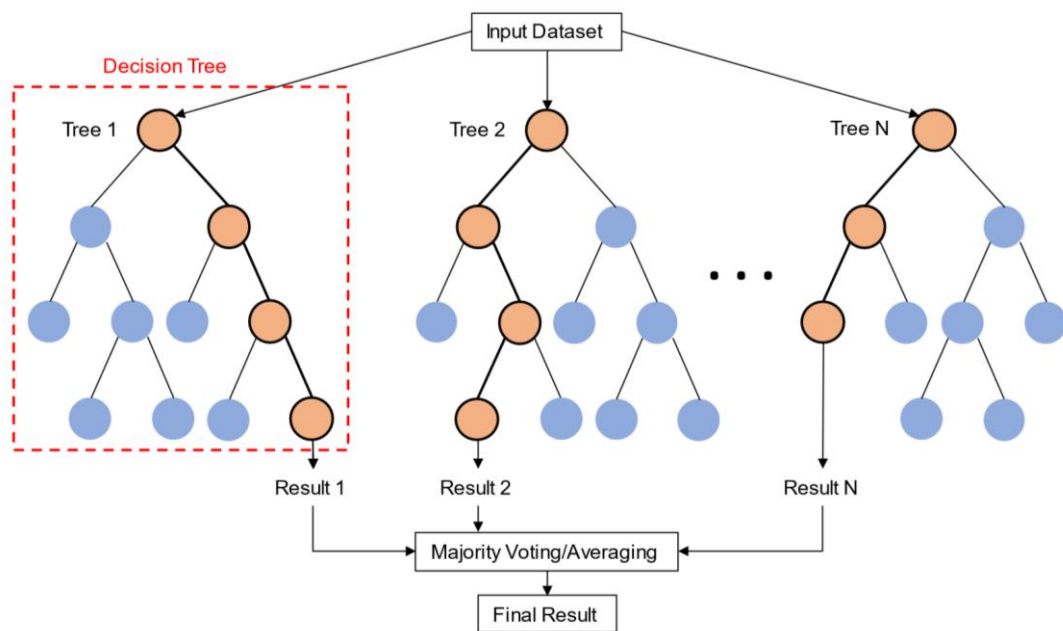 Input Dataset
Decision Tree
Tree 1
Tree 2
Tree N
Result 1
Result 2
Result N
Majority Voting/Averaging
Final Result